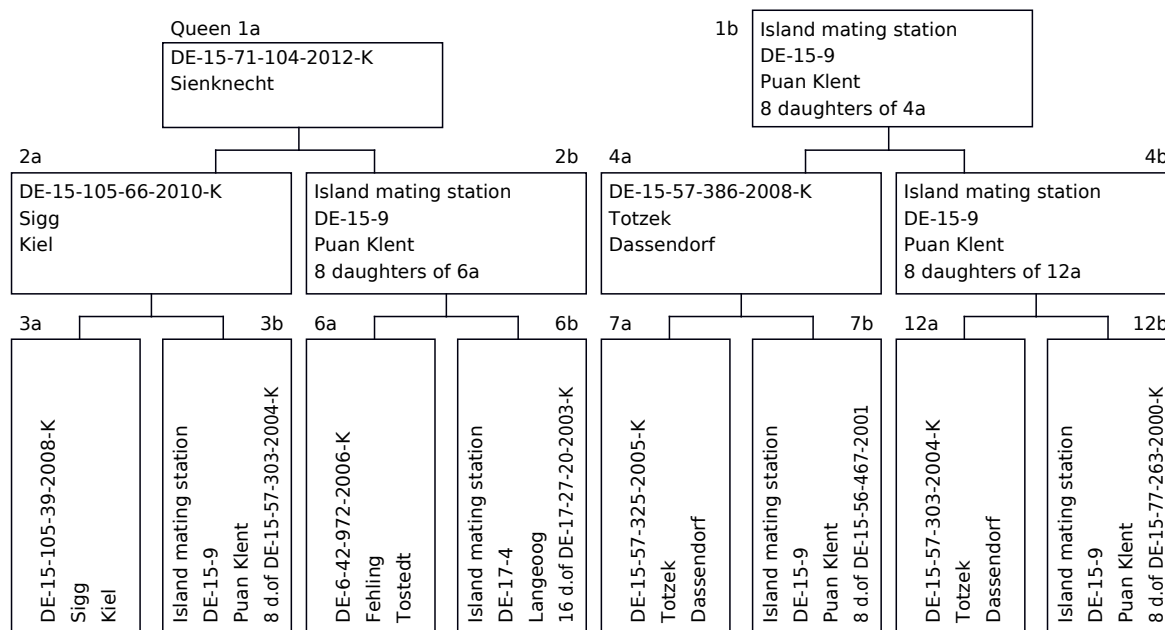 Queen 1a
DE-15-71-104-2012-K
Sienknecht
1b
Island mating station
DE-15-9
Puan Klent
8 daughters of 4a
2a
DE-15-105-66-2010-K
Sigg
Kiel
2b
Island mating station
DE-15-9
Puan Klent
8 daughters of 6a
4a
DE-15-57-386-2008-K
Totzek
Dassendorf
4b
Island mating station
DE-15-9
Puan Klent
8 daughters of 12a
3a
DE-15-105-39-2008-K
Sigg
Kiel
3b
Island mating station
DE-15-9
Puan Klent
8 d.of DE-15-57-303-2004-K
6a
DE-6-42-972-2006-K
Fehling
Tostedt
6b
Island mating station
DE-17-4
Langeoog
16 d.of DE-17-27-20-2003-K
7a
DE-15-57-325-2005-K
Totzek
Dassendorf
7b
Island mating station
DE-15-9
Puan Klent
8 d.of DE-15-56-467-2001
12a
DE-15-57-303-2004-K
Totzek
Dassendorf
12b
Island mating station
DE-15-9
Puan Klent
8 d.of DE-15-77-263-2000-K